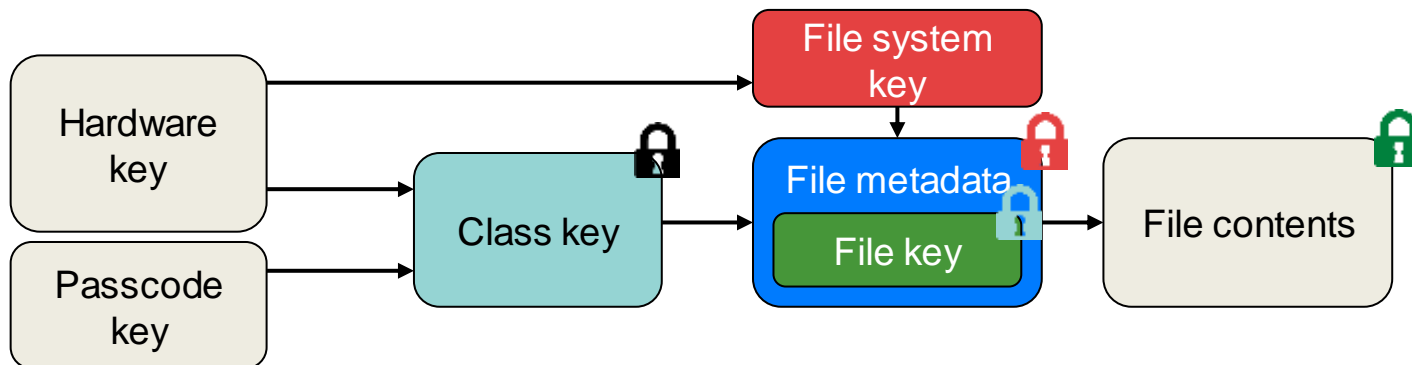 File system
key
Hardware
key
File metadata
Class key
File key
File contents
Passcode
key